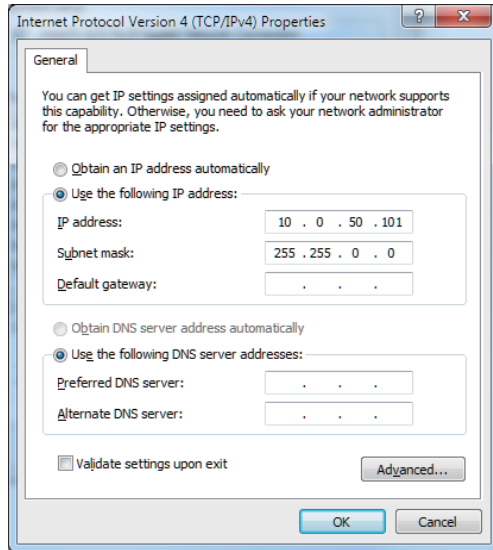 Internet Protocol Version 4 (TCP/IPv4) Properties
General
You can get IP settings assigned automatically if your network supports
this capability. Otherwise, you need to ask your network administrator
for the appropriate IP settings.
Obtain an IP address automatically
Use the following IP address:
IP address: 10 . 0 . 50 . 101
Subnet mask: 255 . 255 . 0 . 0
Default gateway: . . .
Obtain DNS server address automatically
Use the following DNS server addresses:
Preferred DNS server: . . .
Alternate DNS server: . . .
Validate settings upon exit
Advanced...
OK Cancel